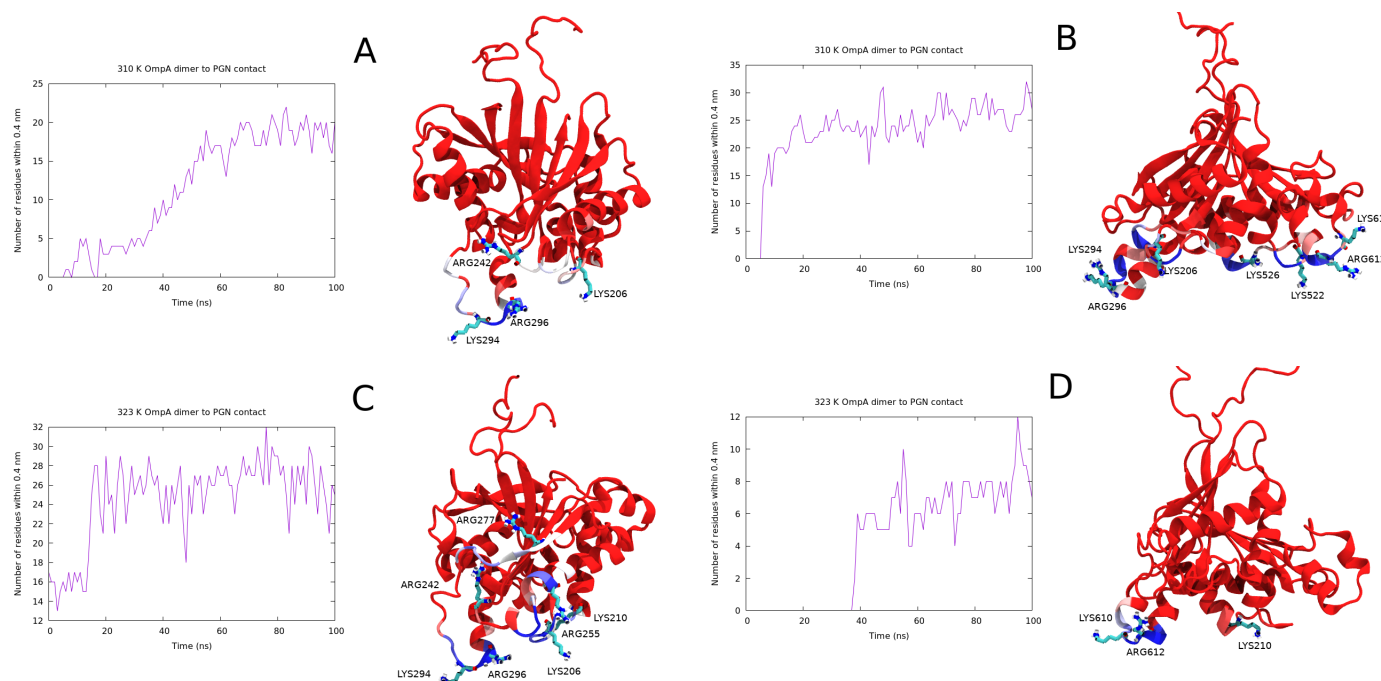 A
310 K OmpA dimer to PGN contact
Number of residues within 0.4 nm
25
20
15
10
5
0
0 20 40 60 80 100
Time (ns)
ARG242
LYS206
ARG296
LYS294
B
310 K OmpA dimer to PGN contact
Number of residues within 0.4 nm
35
30
25
20
15
10
5
0
0 20 40 60 80 100
Time (ns)
LYS294
LYS206
ARG296
LYS526
LYS522
C
323 K OmpA dimer to PGN contact
Number of residues within 0.4 nm
32
30
28
26
24
22
20
18
16
14
12
0 20 40 60 80 100
Time (ns)
ARG277
ARG242
LYS210
ARG255
LYS206
ARG296
LYS294
D
323 K OmpA dimer to PGN contact
Number of residues within 0.4 nm
12
10
8
6
4
2
0
0 20 40 60 80 100
Time (ns)
LYS610
ARG612
LYS210